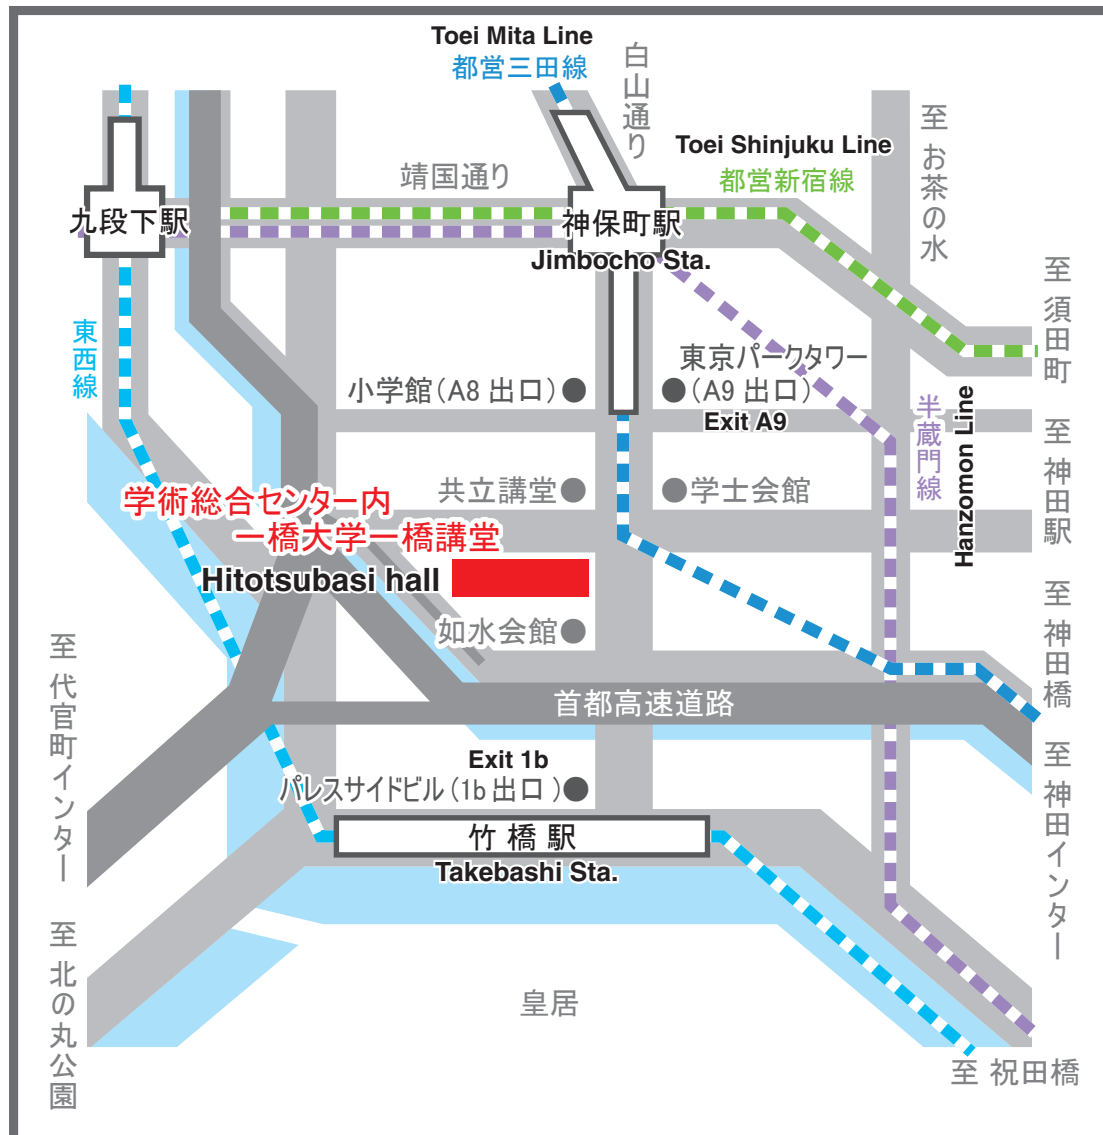 Toei Mita Line
都営三田線
白山通り
至 お茶の水
Toei Shinjuku Line
都営新宿線
靖国通り
九段下駅
神保町駅
Jimbocho Sta.
至 須田町
東西線
東京パークタワー
小学館(A8 出口)
(A9 出口)
Exit A9
半蔵門線
Hanzomon Line
至 神田駅
共立講堂
学士会館
学術総合センター内
一橋大学一橋講堂
Hitotsubasi hall
至 神田橋
如水会館
至 代官町インター
首都高速道路
至 神田インター
Exit 1b
パレスサイドビル(1b 出口 )
竹 橋 駅
Takebashi Sta.
至 北の丸公園
皇居
至 祝田橋